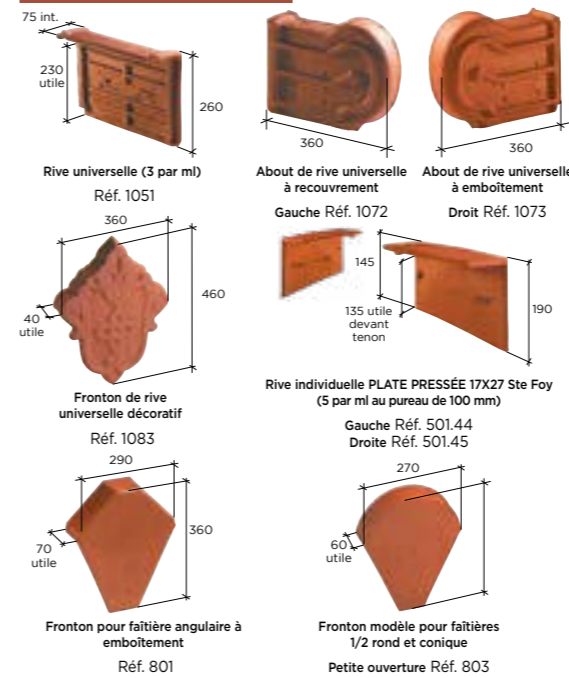 75 int.
230
utile
260
Rive universelle (3 par ml)
Réf. 1051
360
About de rive universelle
à recouvrement
Gauche Réf. 1072
360
About de rive universelle
à emboîtement
Droit Réf. 1073
360
460
40
utile
Fronton de rive
universelle décoratif
Réf. 1083
145
135 utile
devant
tenon
190
Rive individuelle PLATE PRESSÉE 17X27 Ste Foy
(5 par ml au pureau de 100 mm)
Gauche Réf. 501.44
Droite Réf. 501.45
290
360
70
utile
Fronton pour faîtière angulaire à
emboîtement
Réf. 801
270
60
utile
Fronton modèle pour faîtières
1/2 rond et conique
Petite ouverture Réf. 803